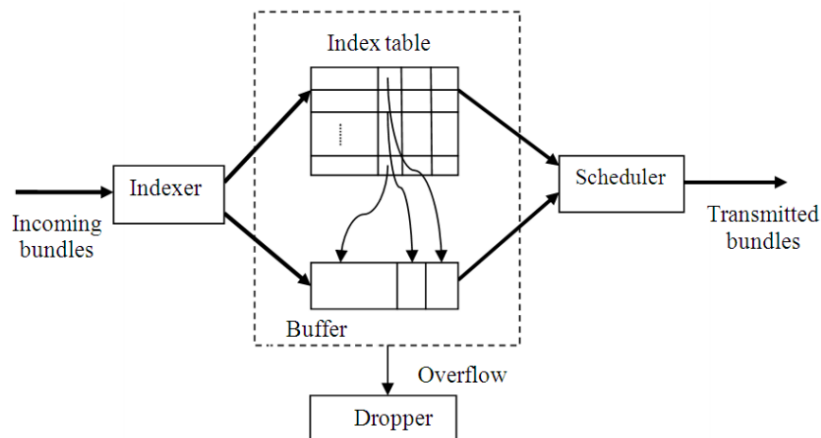 Index table
Indexer
Scheduler
Incoming
bundles
Transmitted
bundles
Buffer
Overflow
Dropper